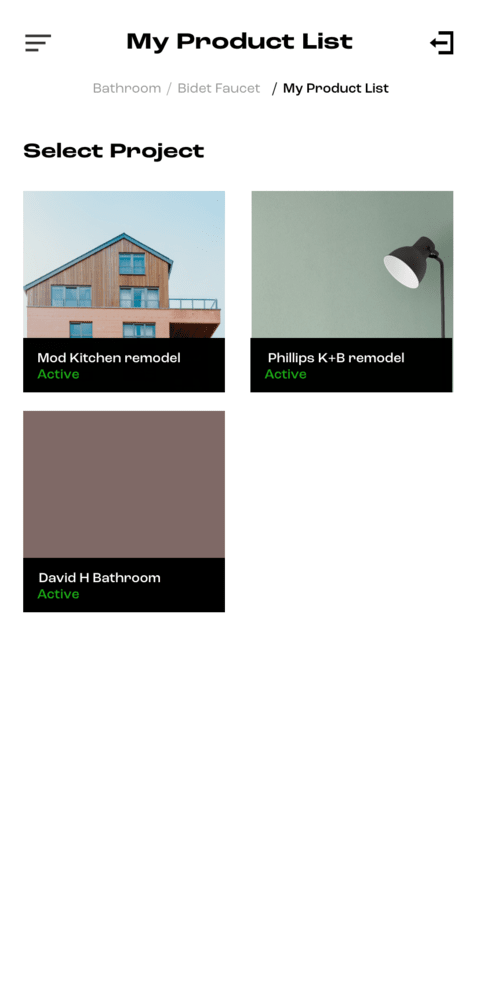 My Product List
Bathroom / Bidet Faucet / My Product List
Select Project
Mod Kitchen remodel
Active
Phillips K+B remodel
Active
David H Bathroom
Active